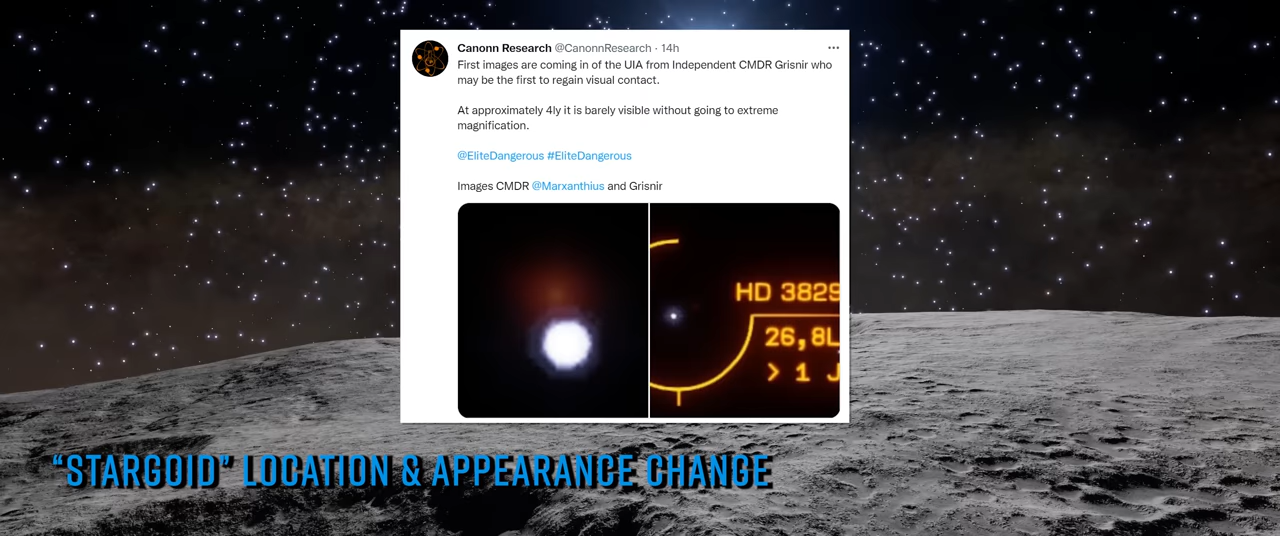 Canonn Research @CanonnResearch · 14h
First images are coming in of the UIA from Independent CMDR Grisnir who
may be the first to regain visual contact.
At approximately 4ly it is barely visible without going to extreme
magnification.
@EliteDangerous #EliteDangerous
Images CMDR @Marxanthius and Grisnir
HD 3829
26,8L
> 1 J
“STARGOID” LOCATION & APPEARANCE CHANGE